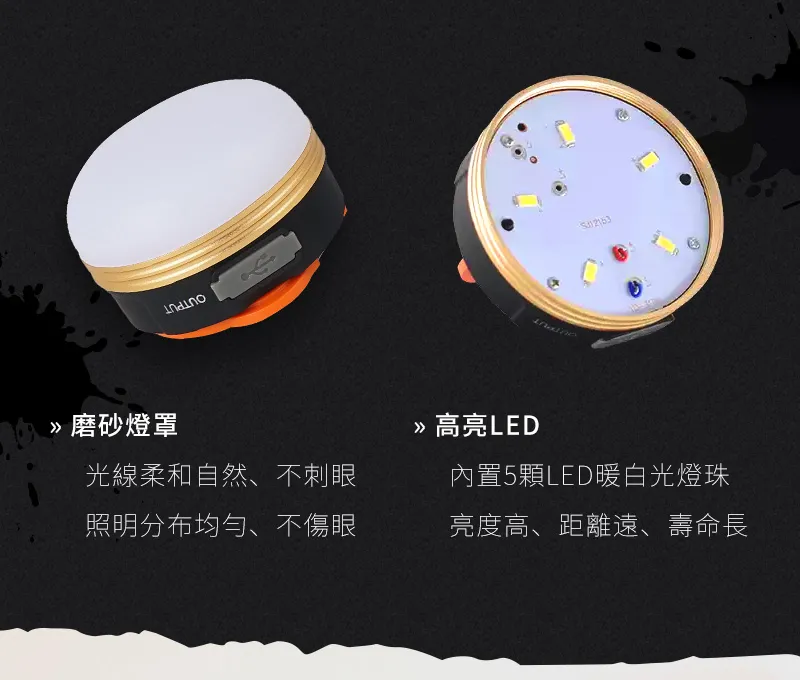 OUTPUT
SJ12163
OUTPUT
» 磨砂燈罩
光線柔和自然、不刺眼
照明分布均勻、不傷眼
» 高亮LED
內置5顆LED暖白光燈珠
亮度高、距離遠、壽命長